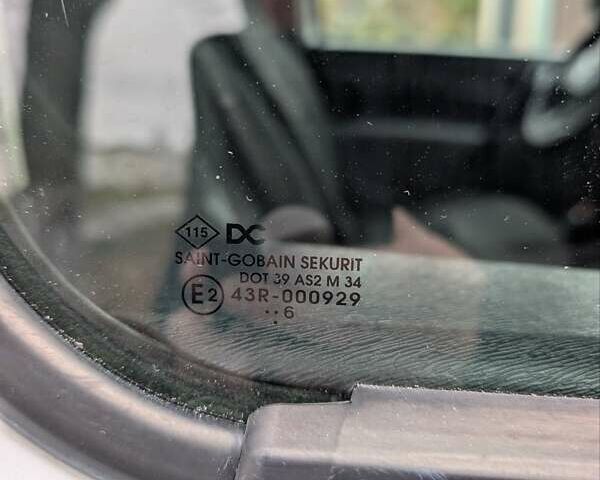 115 DC
SAINT-GOBAIN SEKURIT
DOT 39 AS2 M 34
E2 43R-000929
..6
.